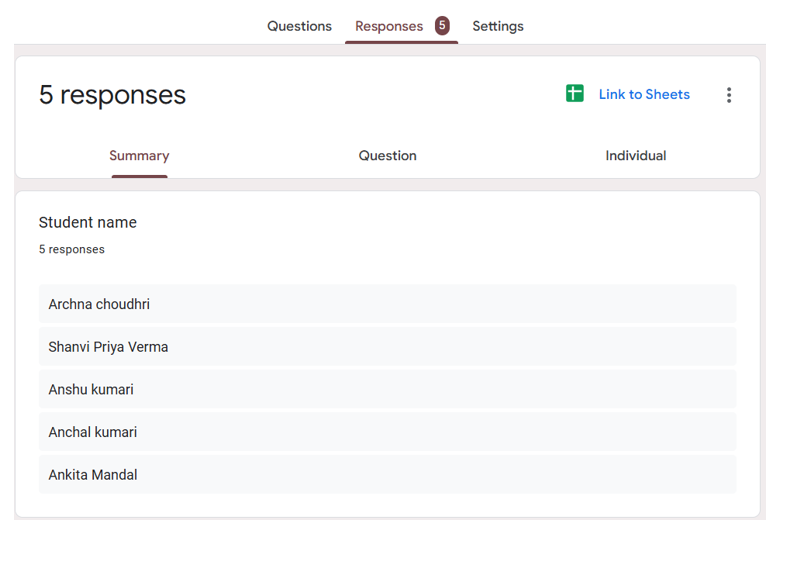 Questions Responses 5 Settings
5 responses Link to Sheets
Summary Question Individual
Student name
5 responses
Archna choudhri
Shanvi Priya Verma
Anshu kumari
Anchal kumari
Ankita Mandal